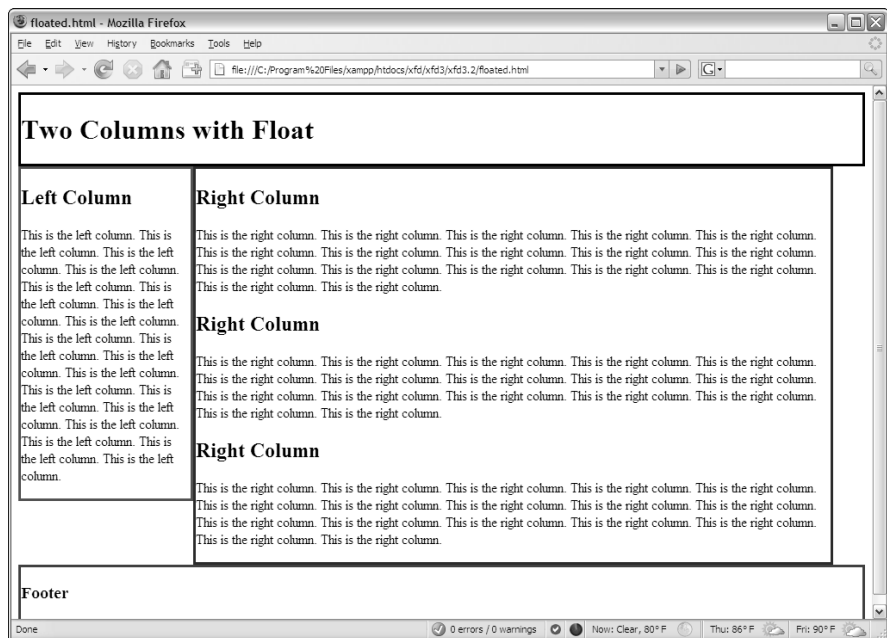 floated.html - Mozilla Firefox
File Edit View History Bookmarks Tools Help
file:///C:/Program%20Files/xampp/htdocs/xfd/xfd3.2/floated.html
G
Two Columns with Float
Left Column
This is the left column. This is
the left column. This is the left
column. This is the left column.
This is the left column. This is
the left column. This is the left
column. This is the left column.
This is the left column. This is
the left column. This is the left
column. This is the left column.
This is the left column. This is
the left column. This is the left
column. This is the left column.
This is the left column. This is
the left column. This is the left
column.
Right Column
This is the right column. This is the right column. This is the right column. This is the right column. This is the right column.
This is the right column. This is the right column. This is the right column. This is the right column. This is the right column.
This is the right column. This is the right column. This is the right column. This is the right column. This is the right column.
This is the right column. This is the right column.
Right Column
This is the right column. This is the right column. This is the right column. This is the right column. This is the right column.
This is the right column. This is the right column. This is the right column. This is the right column. This is the right column.
This is the right column. This is the right column. This is the right column. This is the right column. This is the right column.
This is the right column. This is the right column.
Right Column
This is the right column. This is the right column. This is the right column. This is the right column. This is the right column.
This is the right column. This is the right column. This is the right column. This is the right column. This is the right column.
This is the right column. This is the right column. This is the right column. This is the right column. This is the right column.
This is the right column. This is the right column.
Footer
Done 0 errors / 0 warnings Now: Clear, 80° F Thu: 86° F Fri: 90° F